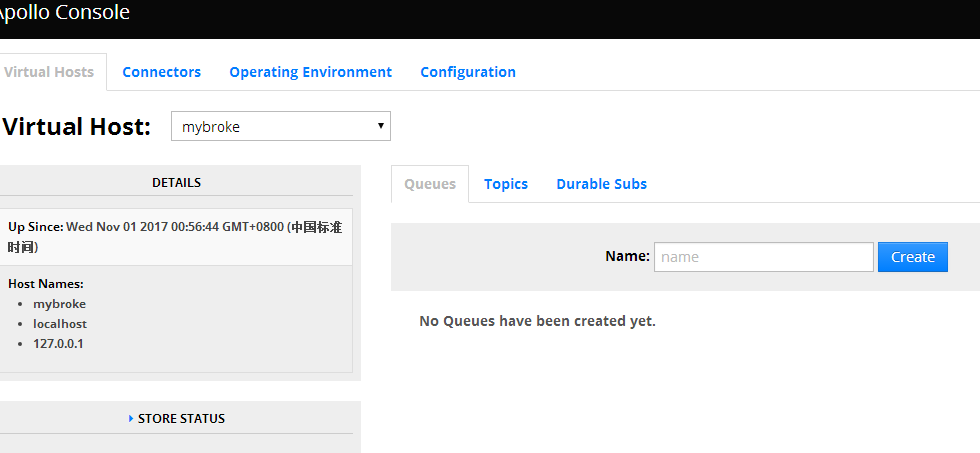 Apollo Console
Virtual Hosts Connectors Operating Environment Configuration
Virtual Host: mybroke
DETAILS
Up Since: Wed Nov 01 2017 00:56:44 GMT+0800 (中国标准
时间)
Host Names:
mybroke
localhost
127.0.0.1
STORE STATUS
Queues Topics Durable Subs
Name: name Create
No Queues have been created yet.